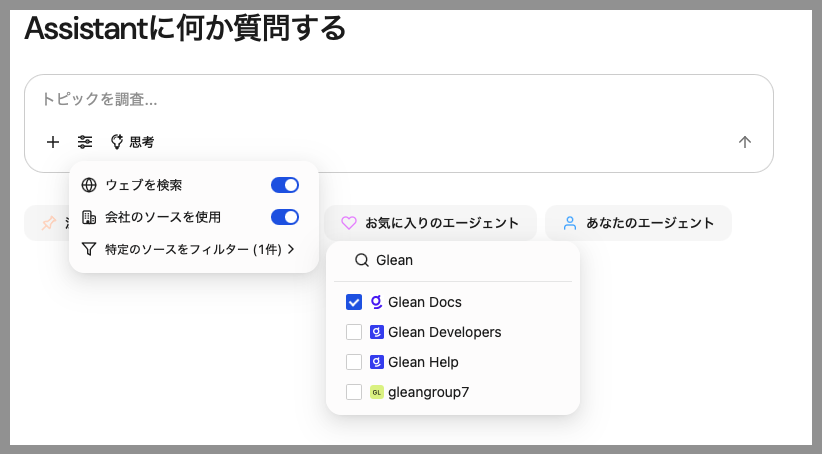 Assistantに何か質問する
トピックを調査...
思考
ウェブを検索
会社のソースを使用
特定のソースをフィルター (1件)
お気に入りのエージェント
あなたのエージェント
Glean
Glean Docs
Glean Developers
Glean Help
GL gleangroup7